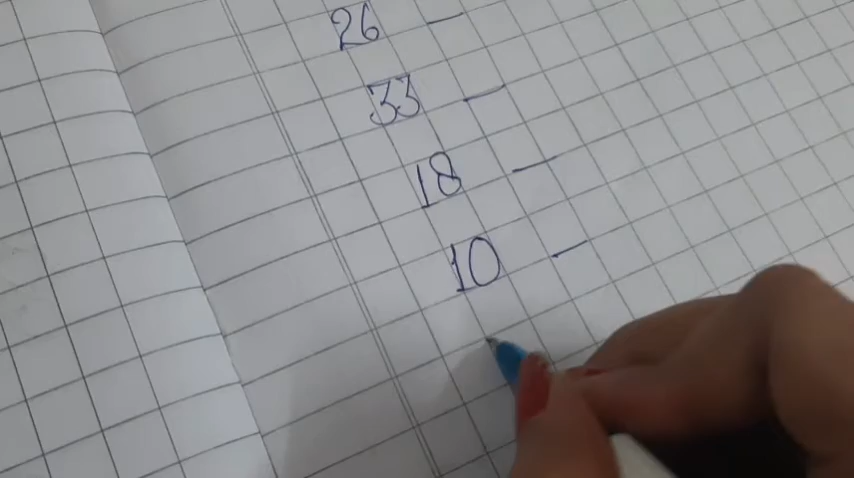 26 —
33 —
18 —
10 —